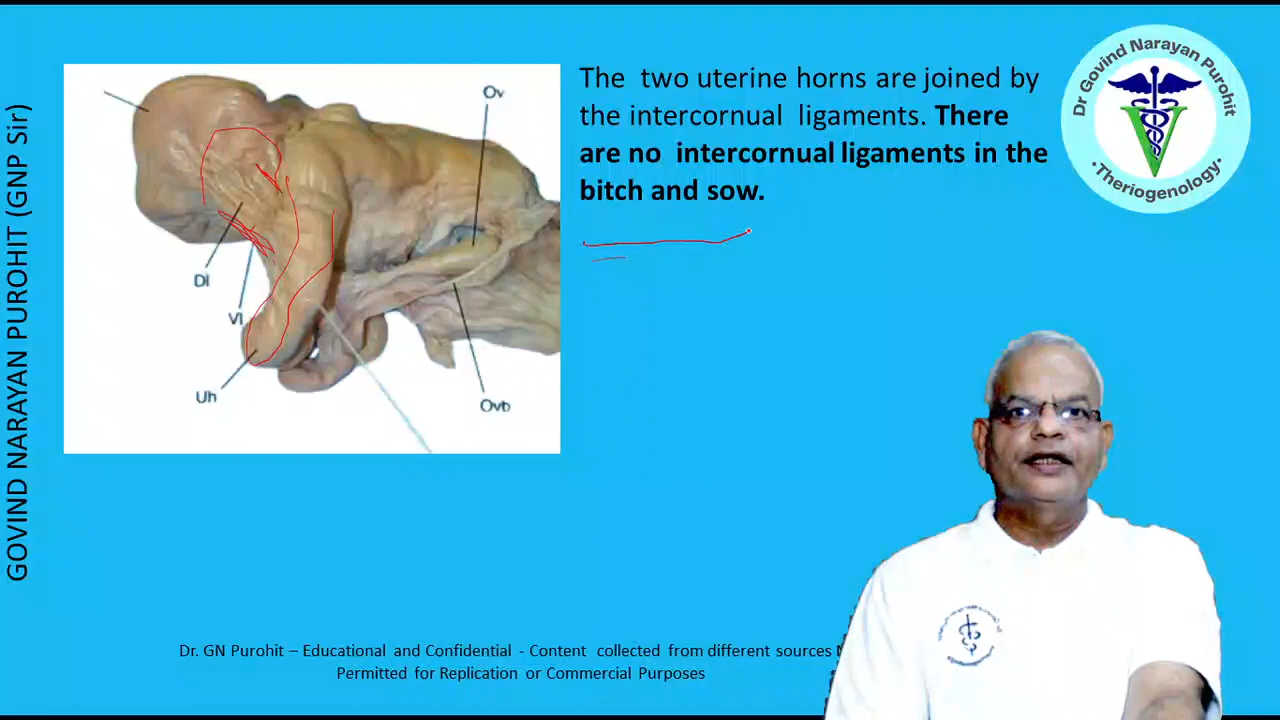 GOVIND NARAYAN PUROHIT (GNP Sir)
Ov
Dl
Vl
Uh
Ovb
The two uterine horns are joined by
the intercornual ligaments. There
are no intercornual ligaments in the
bitch and sow.
Dr Govind Narayan Purohit
·Theriogenology·
Dr. GN Purohit – Educational and Confidential - Content collected from different sources
Permitted for Replication or Commercial Purposes